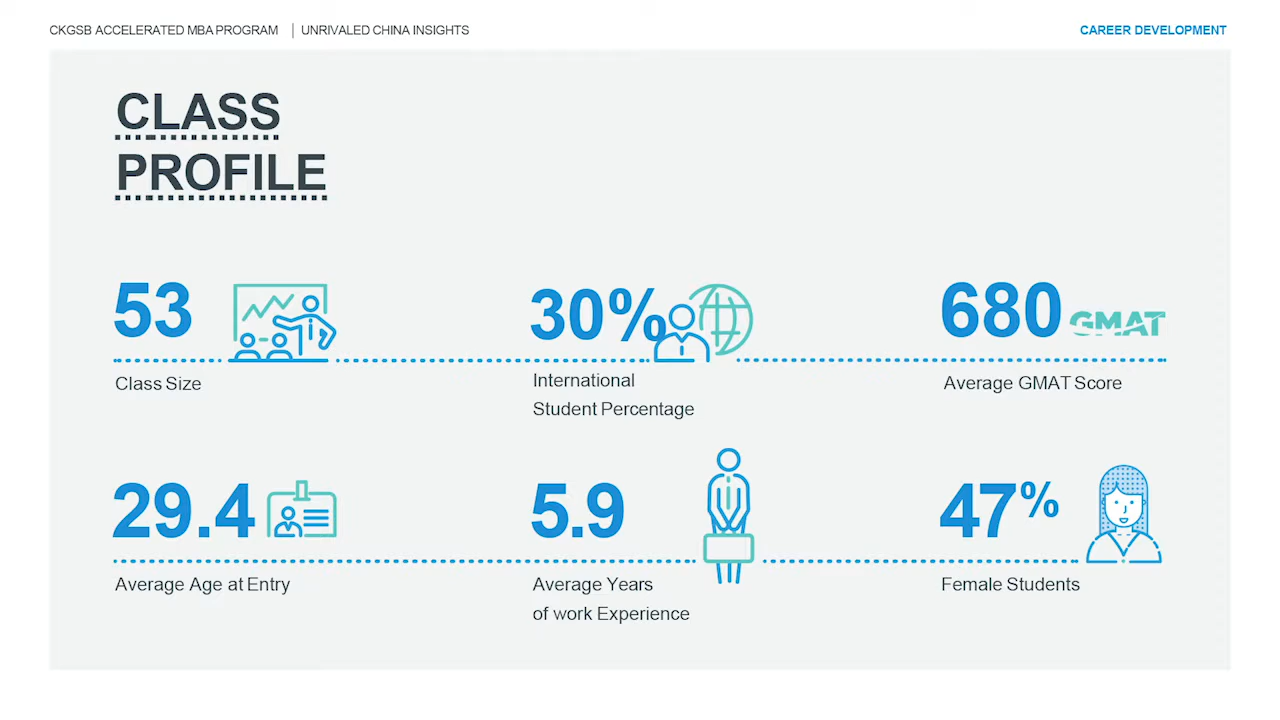 CKGSB ACCELERATED MBA PROGRAM | UNRIVALED CHINA INSIGHTS
CAREER DEVELOPMENT
CLASS
PROFILE
53
Class Size
30%
International
Student Percentage
680 GMAT
Average GMAT Score
29.4
Average Age at Entry
5.9
Average Years
of work Experience
47%
Female Students